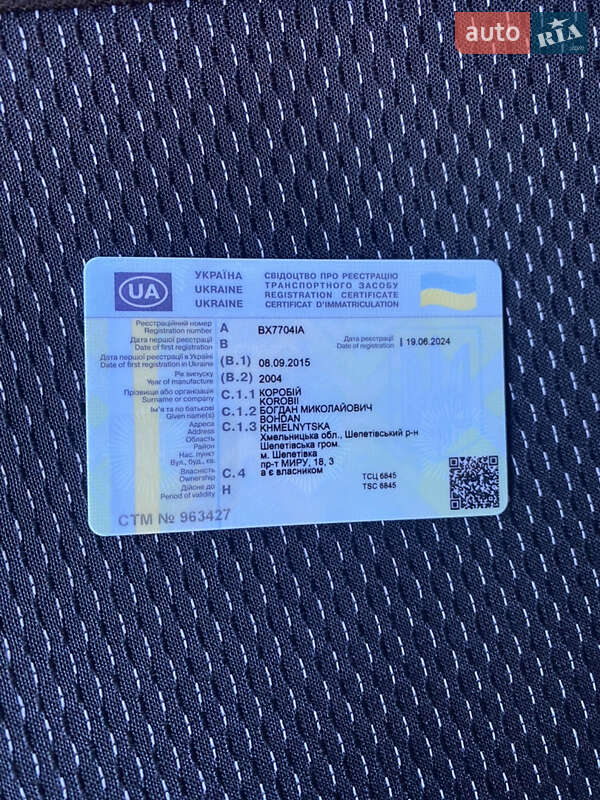 auto RIA .com
УКРАЇНА СВІДОЦТВО ПРО РЕЄСТРАЦІЮ
ТРАНСПОРТНОГО ЗАСОБУ
UA
UKRAINE REGISTRATION CERTIFICATE
UKRAINE CERTIFICAT D'IMMATRICULATION
Реєстраційний номер
Registration number A BX7704IA
Дата першої реєстрації
Date of first registration B
Дата реєстрації
Date of registration I 19.06.2024
Дата першої реєстрації в Україні
Date of first registration in Ukraine (B.1) 08.09.2015
Рік випуску
Year of manufacture (B.2) 2004
Прізвище або організація
Surname or company C.1.1 КОРОБІЙ
KOROBII
Ім'я та по батькові
Given name(s) C.1.2 БОГДАН МИКОЛАЙОВИЧ
BOHDAN
Адреса
Address C.1.3 KHMELNYTSKA
Область Хмельницька обл., Шепетівський р-н
Район Шепетівська гром.
Нас. пункт м. Шепетівка
Вул., буд., кв. пр-т МИРУ, 18, 3
Власність
Ownership C.4 а є власником
ТСЦ 6845
TSC 6845
Дійсне до
Period of validity H
СТМ № 963427